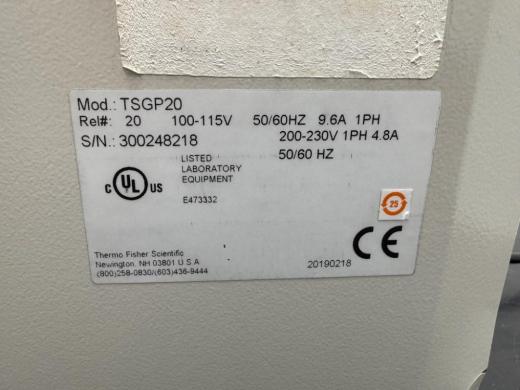 Mod.: TSGP20
Rel#: 20 100-115V 50/60HZ 9.6A 1PH
S/N.: 300248218 200-230V 1PH 4.8A
50/60 HZ
LISTED
LABORATORY
EQUIPMENT
C UL US
E473332
25
CE
Thermo Fisher Scientific
Newington, NH 03801 U.S.A
(800)258-0830/(603)436-9444
20190218